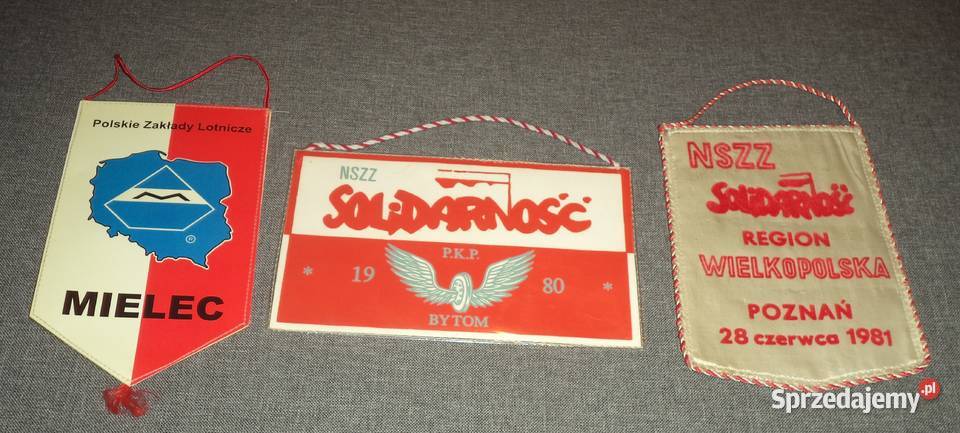 Polskie Zakłady Lotnicze
®
MIELEC
NSZZ
SOLIDARNOŚĆ
P.K.P.
* 19 80 *
BYTOM
NSZZ
SOLIDARNOŚĆ
REGION
WIELKOPOLSKA
POZNAŃ
28 czerwca 1981
Sprzedajemy.pl